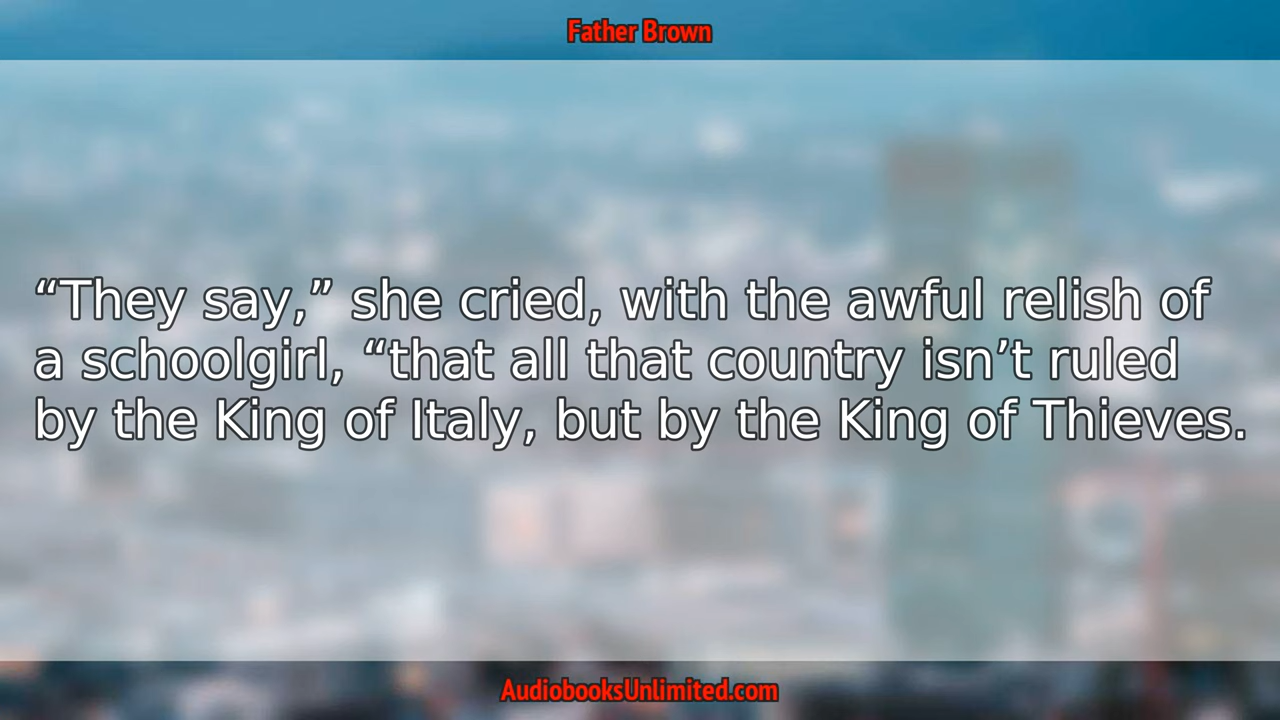 Father Brown
“They say,” she cried, with the awful relish of
a schoolgirl, “that all that country isn’t ruled
by the King of Italy, but by the King of Thieves.
AudiobooksUnlimited.com